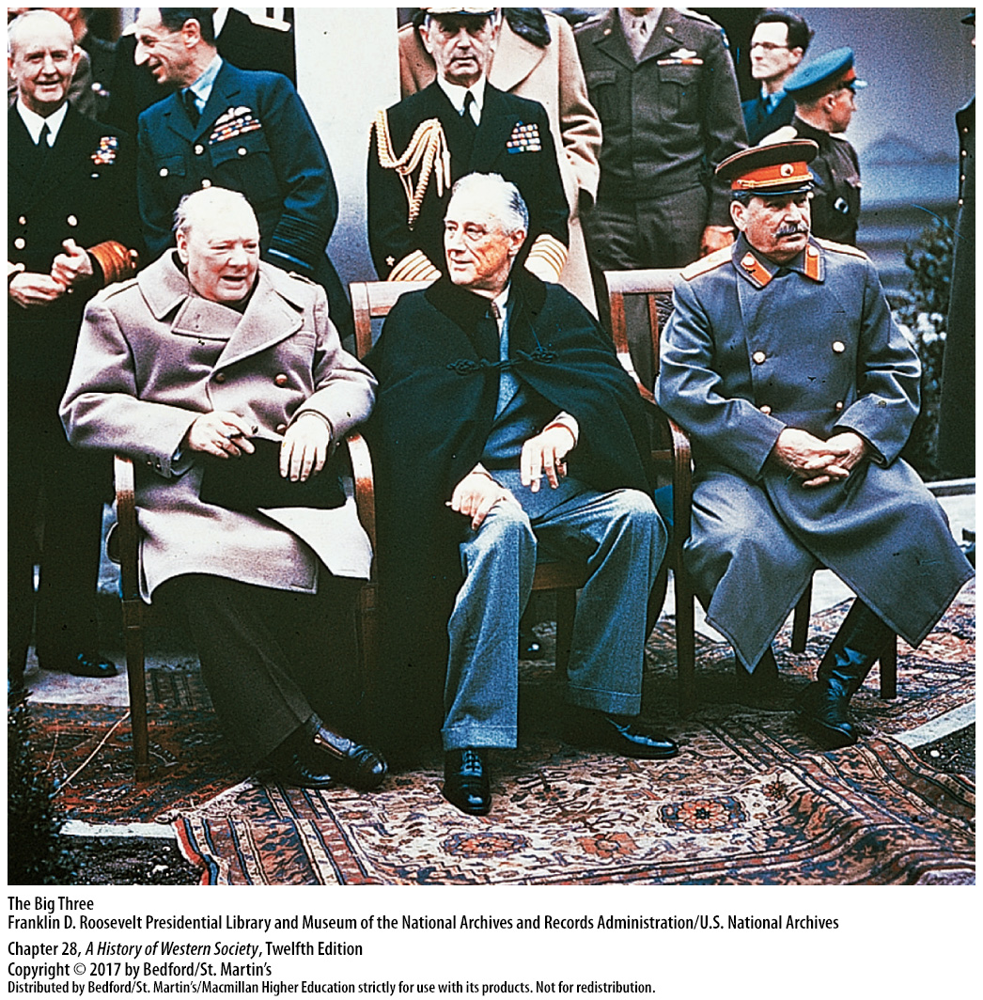 The Big Three
Franklin D. Roosevelt Presidential Library and Museum of the National Archives and Records Administration/U.S. National Archives
Chapter 28, A History of Western Society, Twelfth Edition
Copyright © 2017 by Bedford/St. Martin’s
Distributed by Bedford/St. Martin’s/Macmillan Higher Education strictly for use with its products. Not for redistribution.